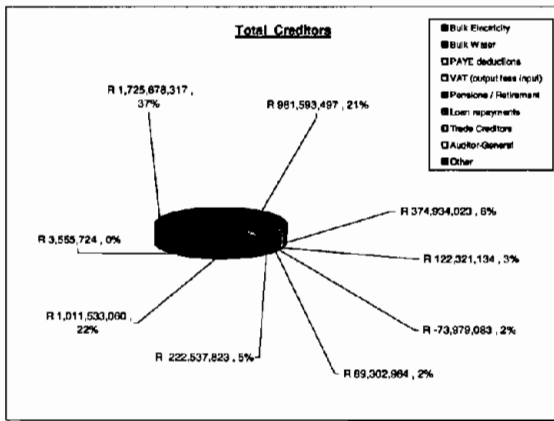 Total Creditors
Bulk Electricity
Bulk Water
PAYE deductions
VAT (output less input)
Pensions / Retirement
Loan repayments
Trade Creditors
Auditor-General
Other
R 1,725,678,317 ,
37%
R 981,593,497 , 21%
R 374,934,023 , 6%
R 122,321,134 , 3%
R -73,979,083 , 2%
R 89,302,964 , 2%
R 222,537,823 , 5%
R 1,011,533,060 ,
22%
R 3,555,724 , 0%